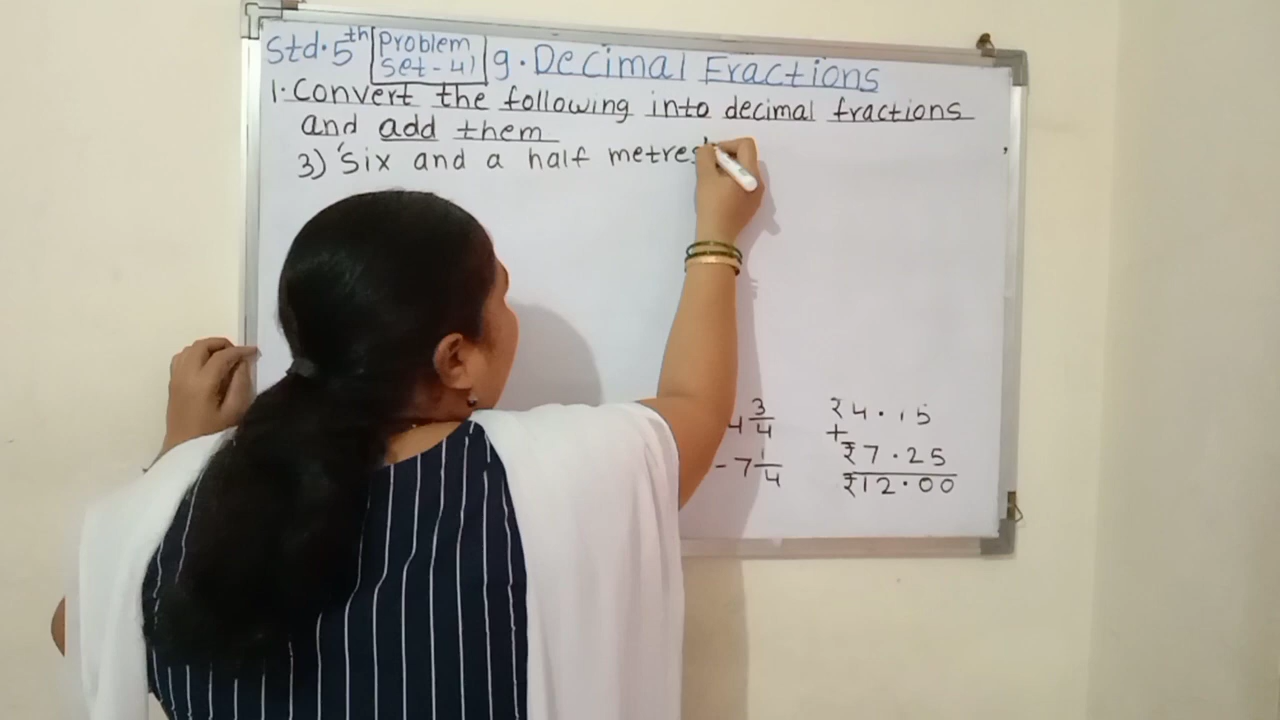 Std. 5th Problem Set-41 9. Decimal Fractions
1. Convert the following into decimal fractions
and add them
3) 'Six and a half metres'
4 3/4
- 7 1/4
₹4.15
+
₹7.25
₹12.00